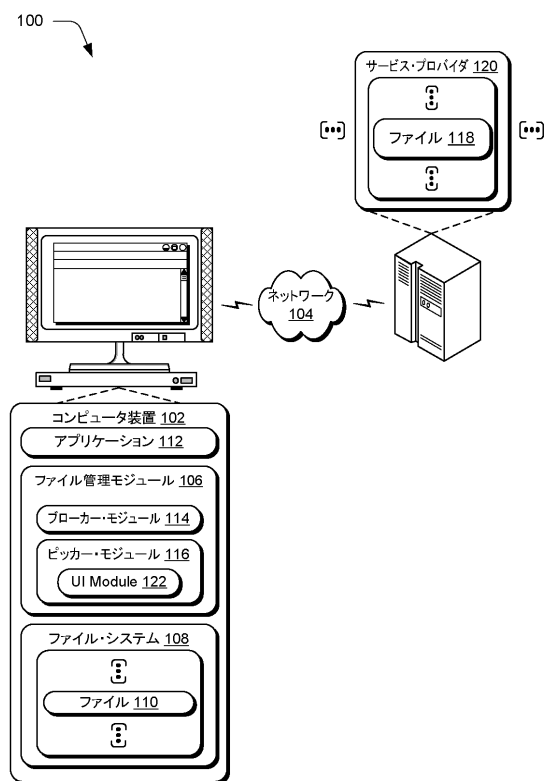 100
サービス・プロバイダ 120
ファイル 118
ネットワーク
104
コンピュータ装置 102
アプリケーション 112
ファイル管理モジュール 106
ブローカー・モジュール 114
ピッカー・モジュール 116
UI Module 122
ファイル・システム 108
ファイル 110